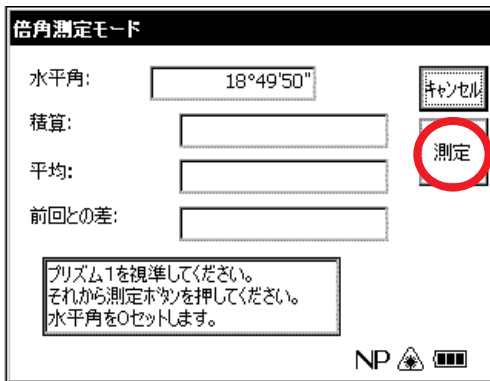 倍角測定モード
水平角: 18°49'50"
キャンセル
積算:
測定
平均:
前回との差:
プリズム1を視準してください。
それから測定ボタンを押してください。
水平角を0セットします。
NP